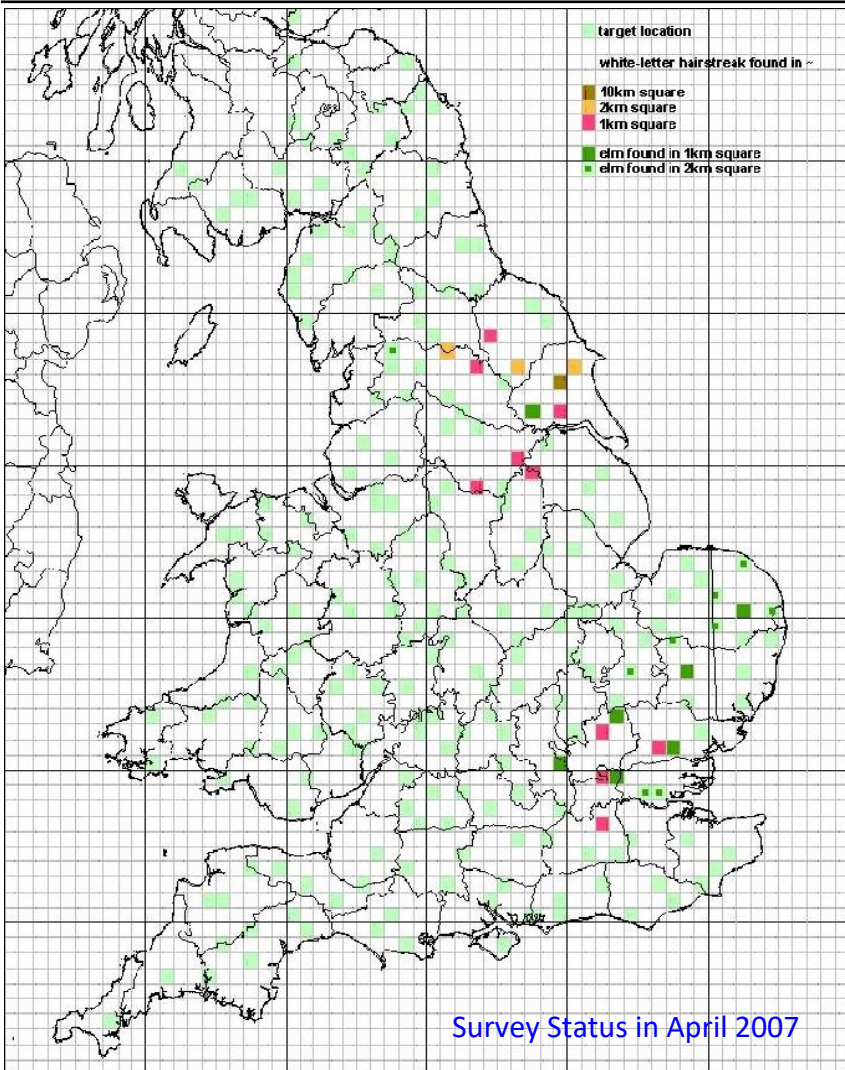 target location
white-letter hairstreak found in ~
10km square
2km square
1km square
elm found in 1km square
elm found in 2km square
Survey Status in April 2007